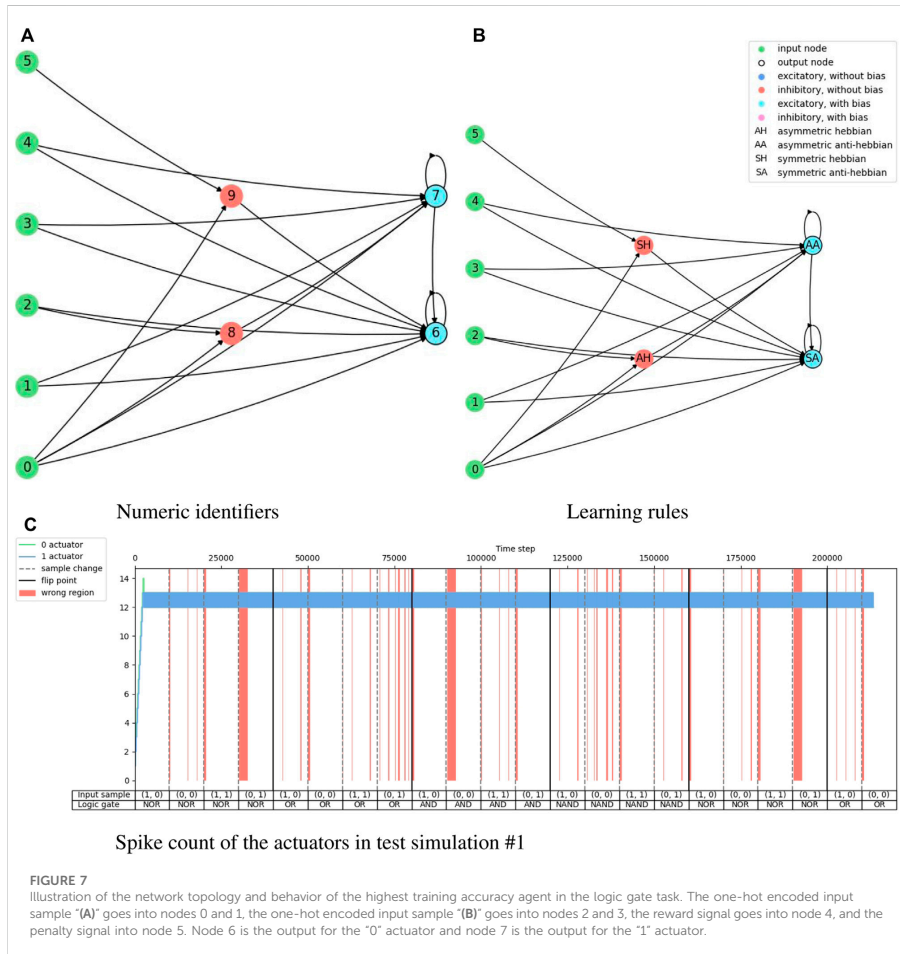 A
B
5
4
3
2
1
0
9
8
7
6
input node
output node
excitatory, without bias
inhibitory, without bias
excitatory, with bias
inhibitory, with bias
AH asymmetric hebbian
AA asymmetric anti-hebbian
SH symmetric hebbian
SA symmetric anti-hebbian
5
4
3
2
1
0
SH
AH
AA
SA
Numeric identifiers
Learning rules
C
0 actuator
1 actuator
sample change
flip point
wrong region
Time step
0 25000 50000 75000 100000 125000 150000 175000 200000
14
12
10
8
6
4
2
0
Input sample (1, 0) (0, 0) (1, 1) (0, 1) (1, 0) (0, 0) (1, 1) (0, 1) (1, 0) (0, 0) (1, 1) (0, 1) (1, 0) (0, 0) (1, 1) (0, 1) (1, 0) (0, 0) (1, 1) (0, 1) (1, 0) (0, 0)
Logic gate NOR NOR NOR NOR OR OR OR OR AND AND AND AND NAND NAND NAND NAND NOR NOR NOR NOR OR OR
Spike count of the actuators in test simulation #1
FIGURE 7
Illustration of the network topology and behavior of the highest training accuracy agent in the logic gate task. The one-hot encoded input
sample "(A)" goes into nodes 0 and 1, the one-hot encoded input sample "(B)" goes into nodes 2 and 3, the reward signal goes into node 4, and the
penalty signal into node 5. Node 6 is the output for the "0" actuator and node 7 is the output for the "1" actuator.